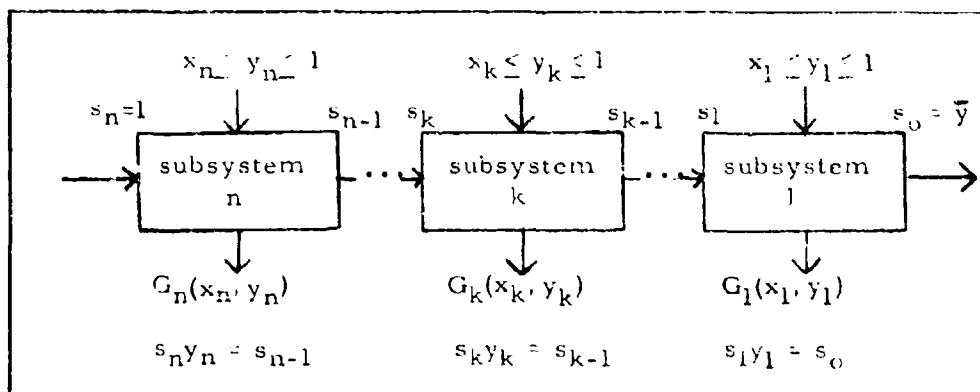 x_n ≤ y_n ≤ 1 x_k ≤ y_k ≤ 1 x_1 ≤ y_1 ≤ 1
s_n=1 s_{n-1} s_k s_{k-1} s_1 s_o = ȳ
subsystem n ··· subsystem k ··· subsystem 1
G_n(x_n, y_n) G_k(x_k, y_k) G_1(x_1, y_1)
s_n y_n = s_{n-1} s_k y_k = s_{k-1} s_1 y_1 = s_o